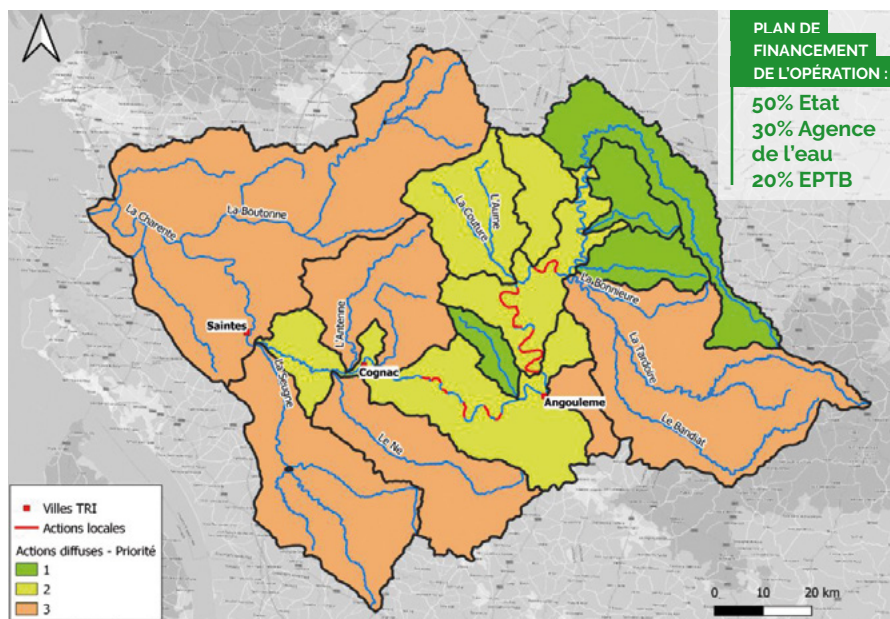 PLAN DE
FINANCEMENT
DE L'OPÉRATION :
50% Etat
30% Agence
de l'eau
20% EPTB
La Charente
La Boutonne
La Couture
L'Aume
La Bonnieure
La Tardoire
Le Bandiat
L'Antenne
Saintes
La Seugne
Cognac
Angouleme
Le Né
Villes TRI
Actions locales
Actions diffuses - Priorité
1
2
3
0 10 20 km